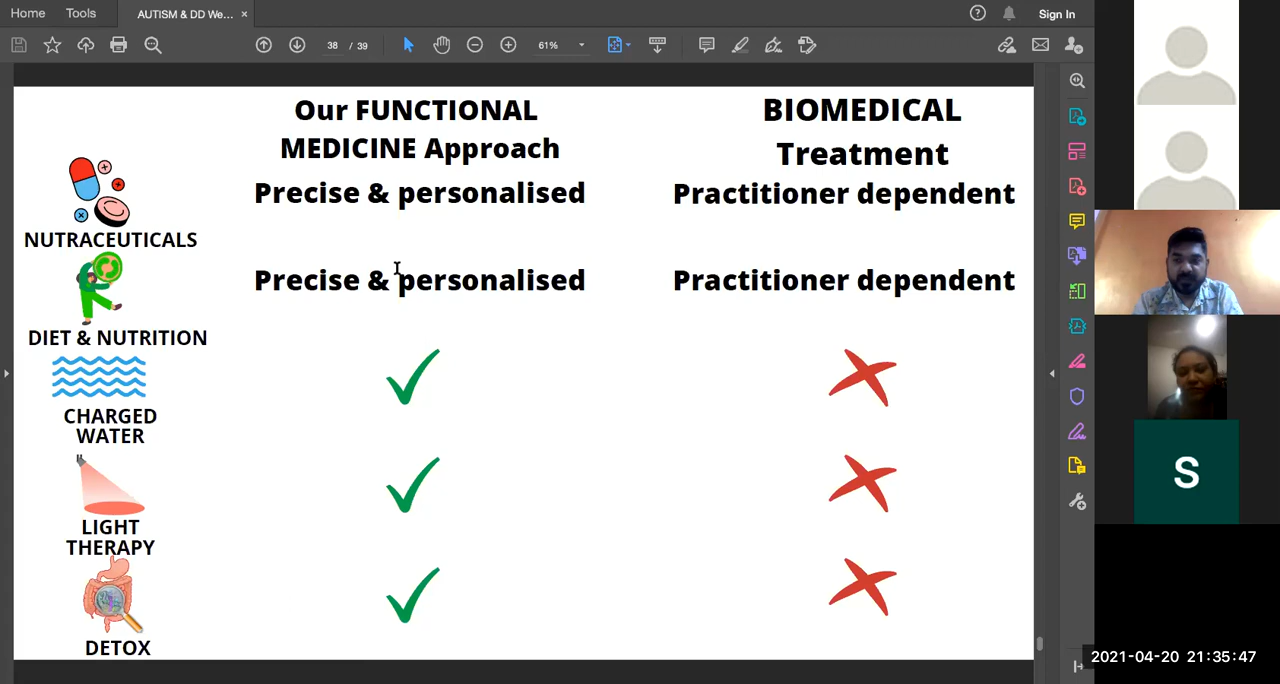 Home Tools AUTISM & DD We... × Sign In
38 / 39 61%
Our FUNCTIONAL
MEDICINE Approach
BIOMEDICAL
Treatment
Precise & personalised
Practitioner dependent
NUTRACEUTICALS
Precise & personalised
Practitioner dependent
DIET & NUTRITION
CHARGED
WATER
LIGHT
THERAPY
DETOX
S
2021-04-20 21:35:47